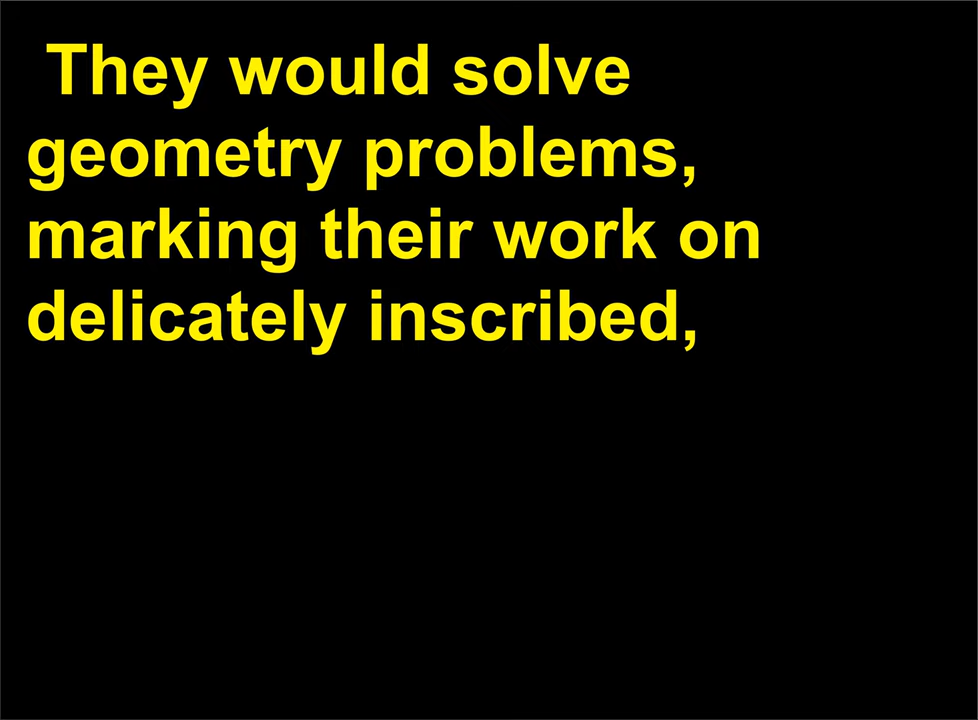 They would solve
geometry problems,
marking their work on
delicately inscribed,